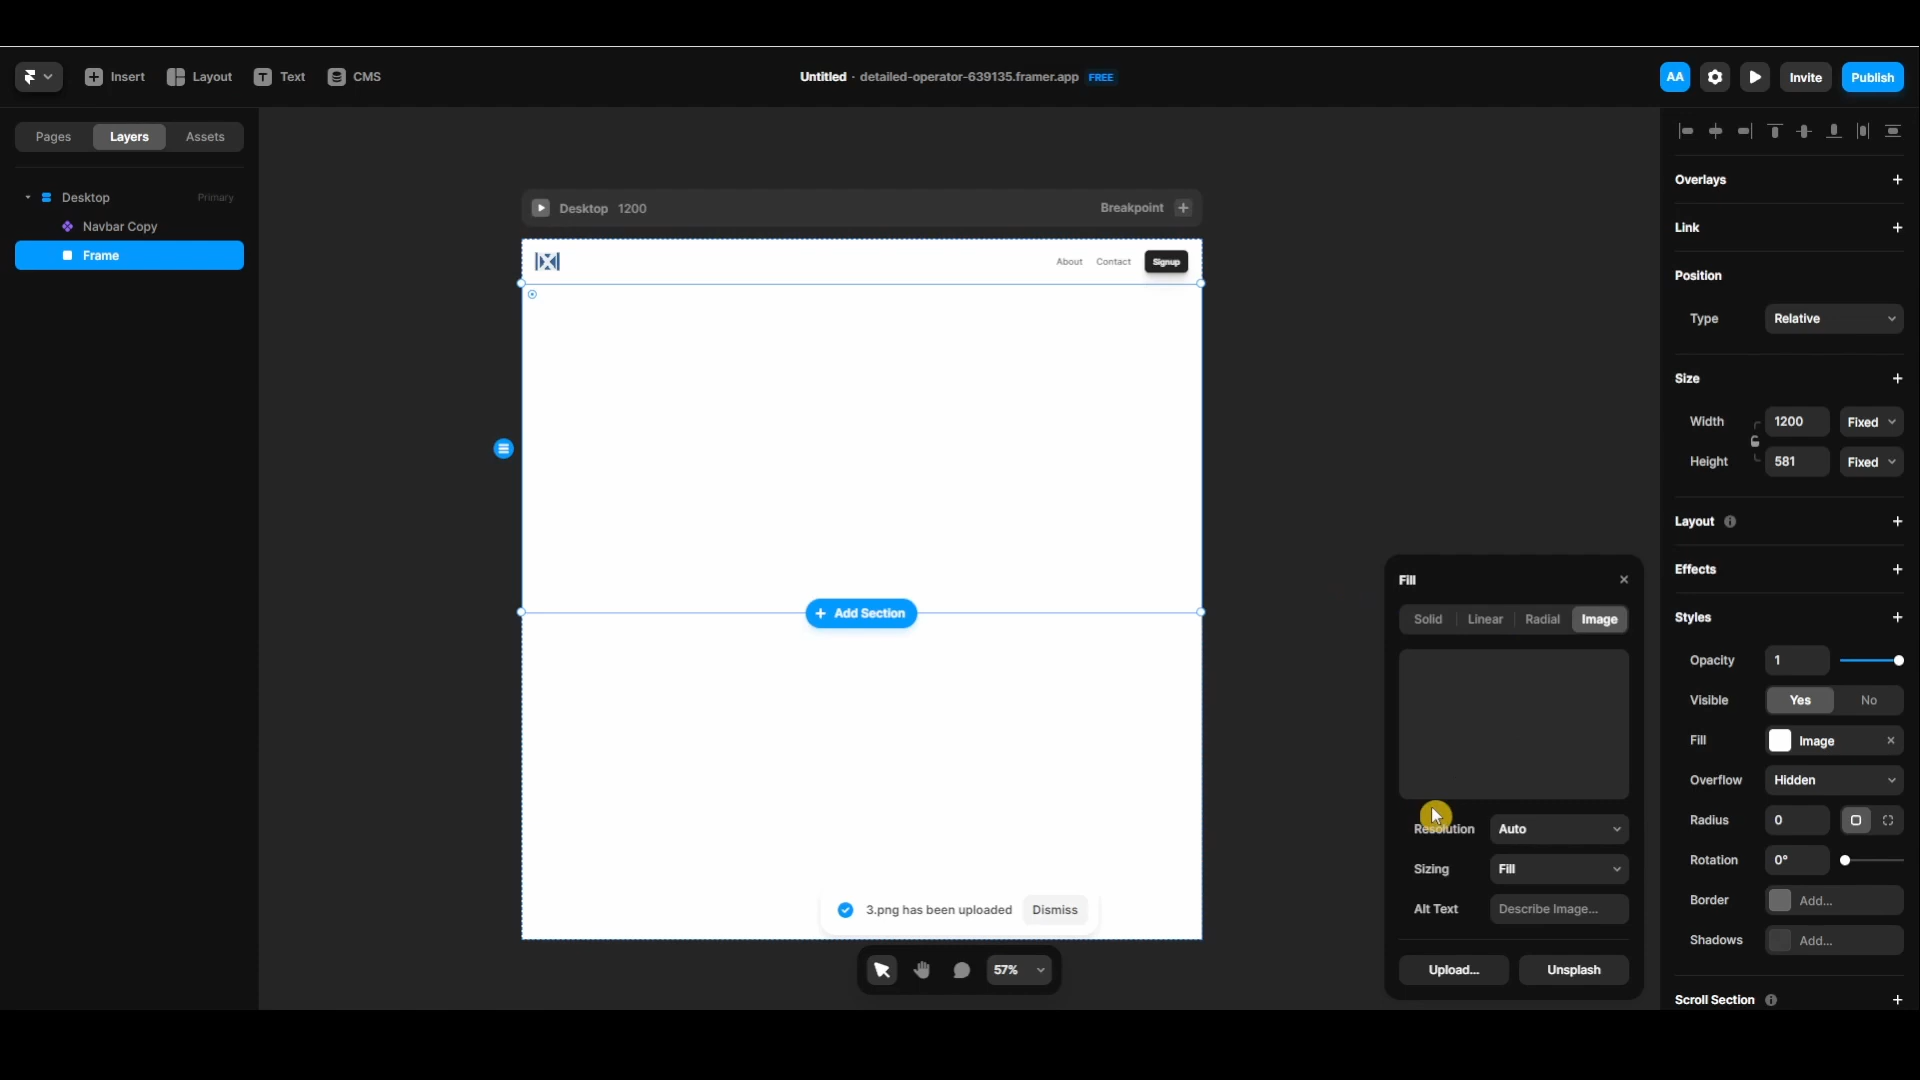 Insert Layout Text CMS
Untitled · detailed-operator-639135.framer.app FREE
AA Invite Publish
Pages Layers Assets
Desktop Primary
Navbar Copy
Frame
Desktop 1200 Breakpoint
About Contact Signup
Add Section
3.png has been uploaded Dismiss
57%
Fill
Solid Linear Radial Image
Resolution Auto
Sizing Fill
Alt Text Describe Image...
Upload... Unsplash
Overlays
Link
Position
Type Relative
Size
Width 1200 Fixed
Height 581 Fixed
Layout
Effects
Styles
Opacity 1
Visible Yes No
Fill Image
Overflow Hidden
Radius 0
Rotation 0°
Border Add...
Shadows Add...
Scroll Section